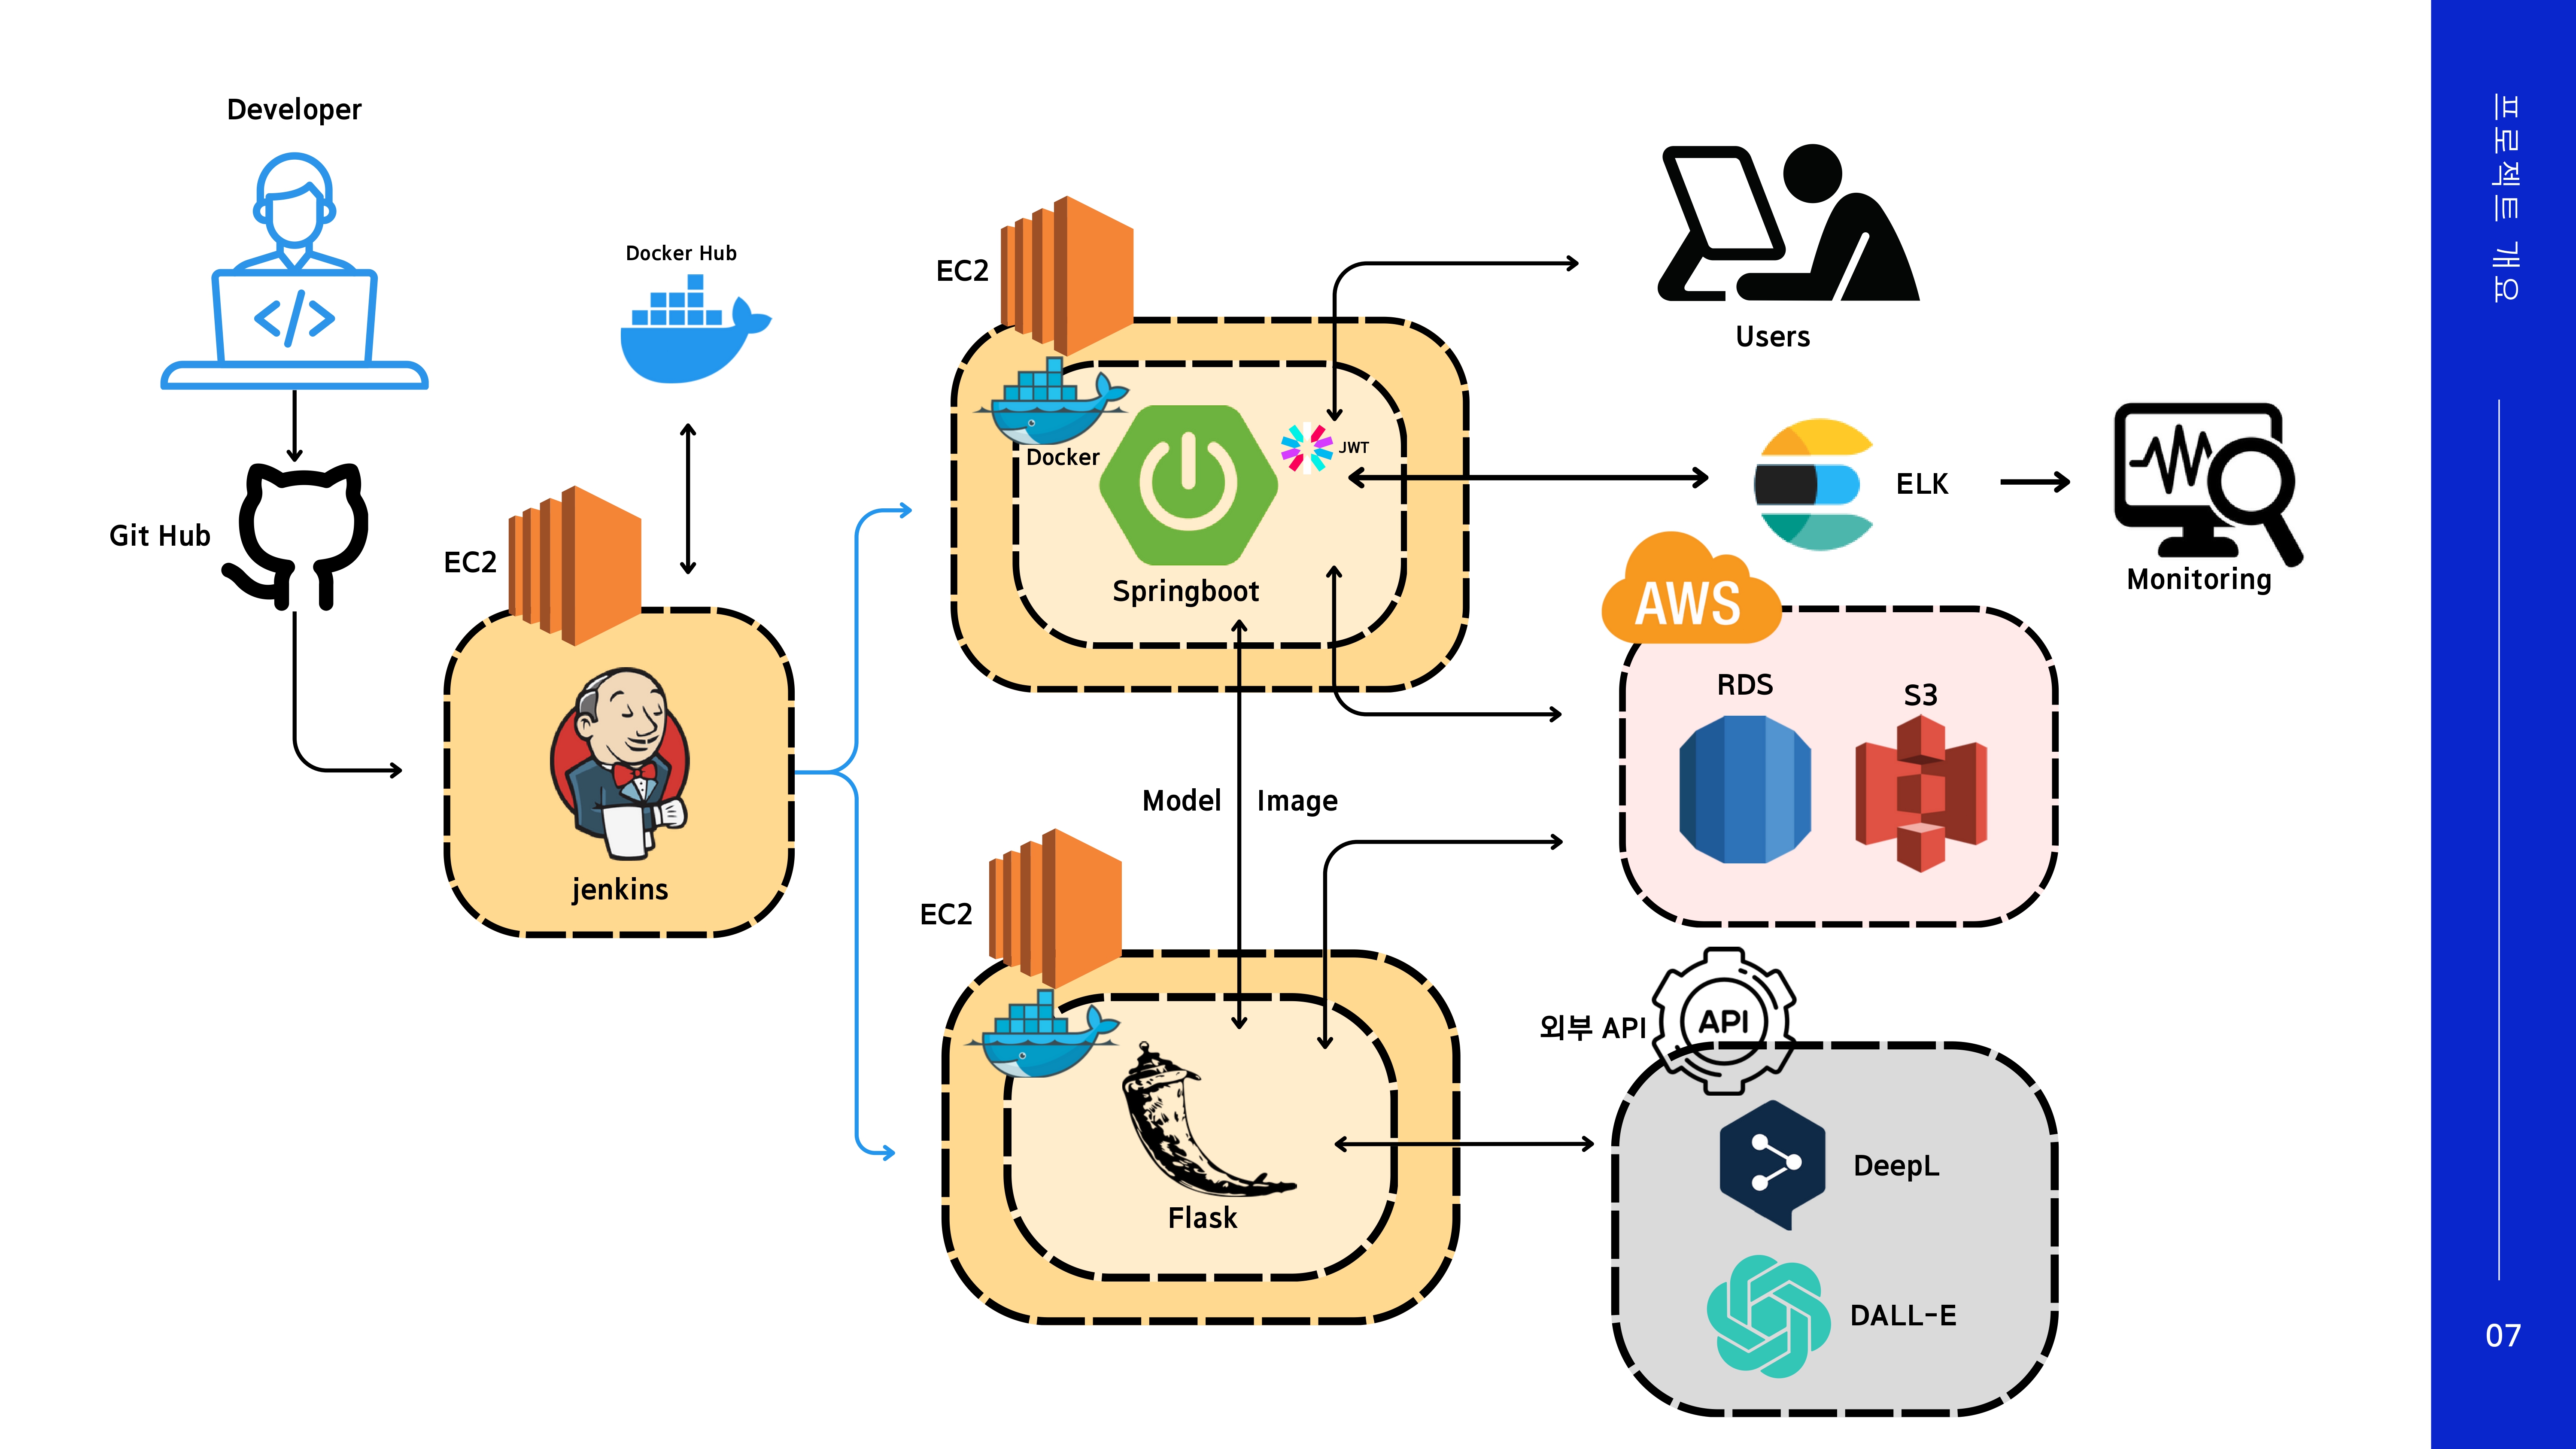 Developer
Git Hub
Docker Hub
EC2
jenkins
EC2
Docker
JWT
Springboot
Model
Image
EC2
Flask
Users
ELK
Monitoring
AWS
RDS
S3
외부 API
API
DeepL
DALL-E
프로젝트 개요
07